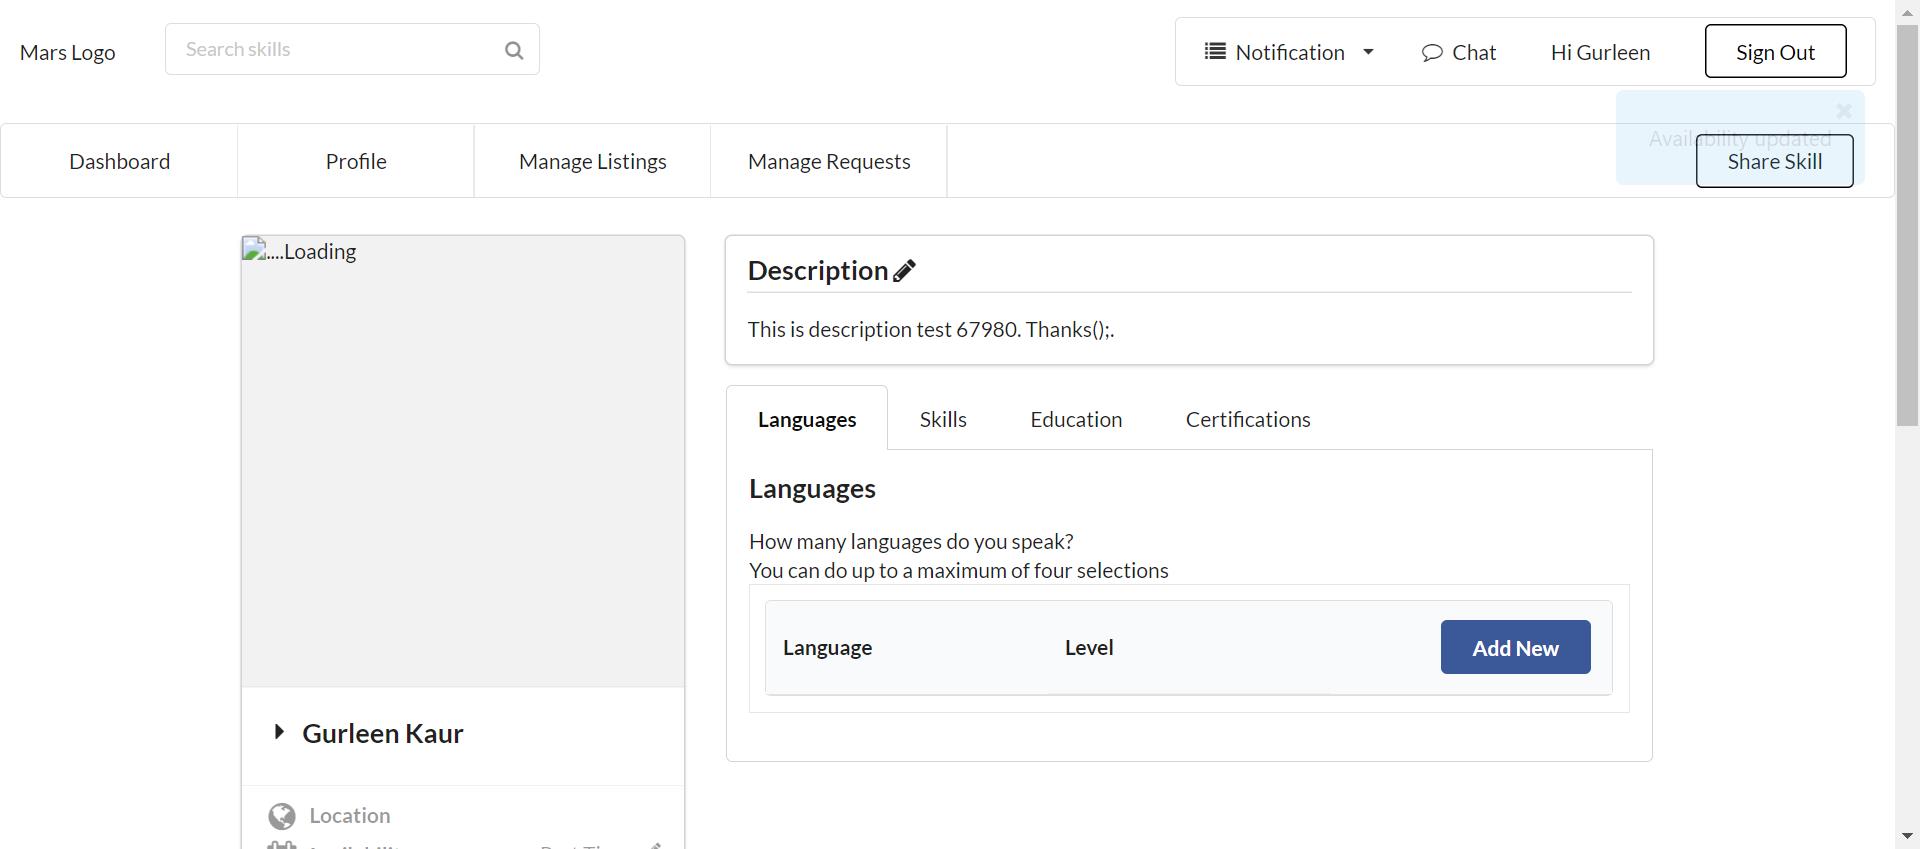 Mars Logo
Search skills
Notification
Chat
Hi Gurleen
Sign Out
Availability updated
Dashboard
Profile
Manage Listings
Manage Requests
Share Skill
....Loading
Description
This is description test 67980. Thanks();.
Languages
Skills
Education
Certifications
Languages
How many languages do you speak?
You can do up to a maximum of four selections
Language
Level
Add New
Gurleen Kaur
Location